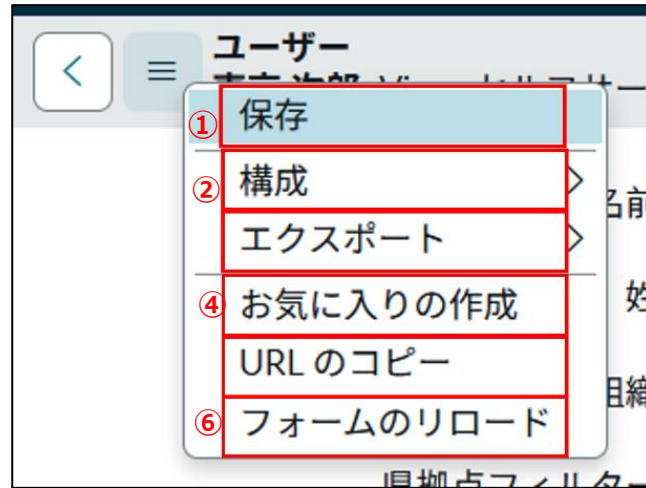 ユーザー
① 保存
② 構成
エクスポート
④ お気に入りの作成
URL のコピー
⑥ フォームのリロード
名前